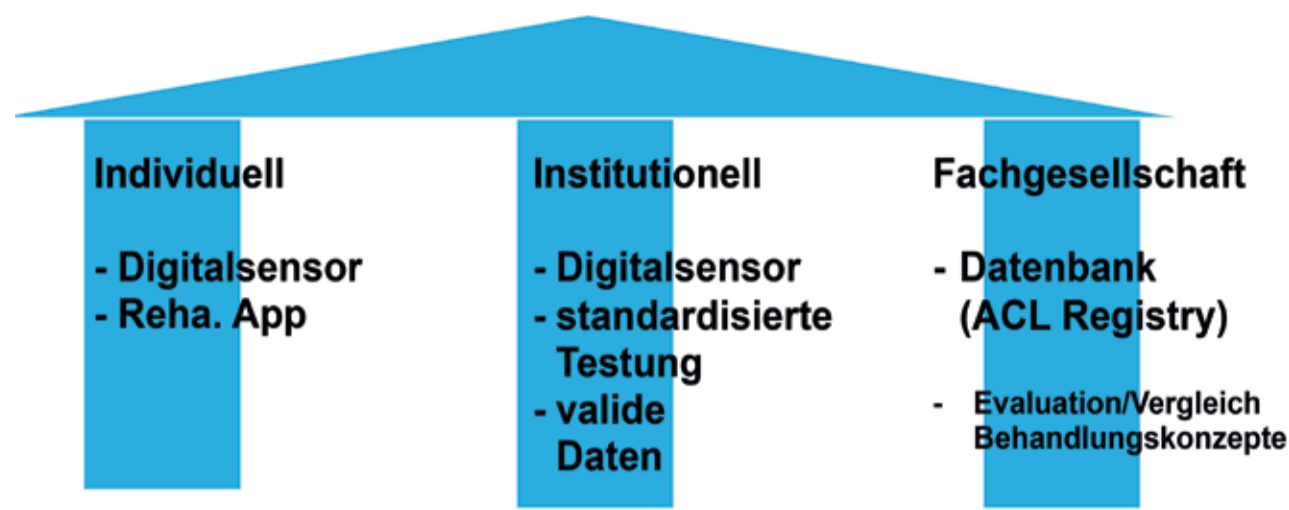 Individuell
- Digitalsensor
- Reha. App
Institutionell
- Digitalsensor
- standardisierte
Testung
- valide
Daten
Fachgesellschaft
- Datenbank
(ACL Registry)
- Evaluation/Vergleich
Behandlungskonzepte